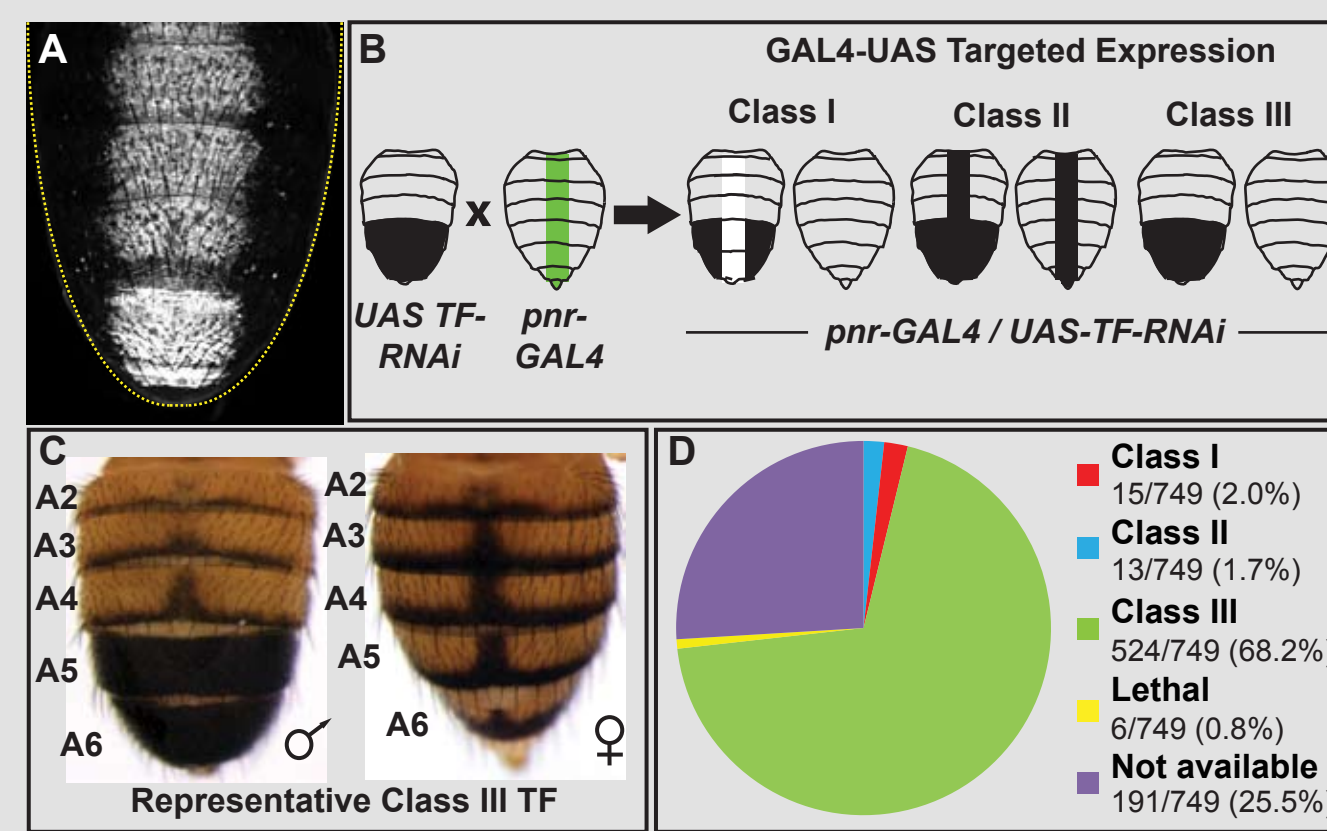 A
B
GAL4-UAS Targeted Expression
Class I
Class II
Class III
x
UAS TF-
RNAi
pnr-
GAL4
pnr-GAL4 / UAS-TF-RNAi
C
A2
A3
A4
A5
A6
♂
A2
A3
A4
A5
A6
♀
Representative Class III TF
D
Class I
15/749 (2.0%)
Class II
13/749 (1.7%)
Class III
524/749 (68.2%)
Lethal
6/749 (0.8%)
Not available
191/749 (25.5%)